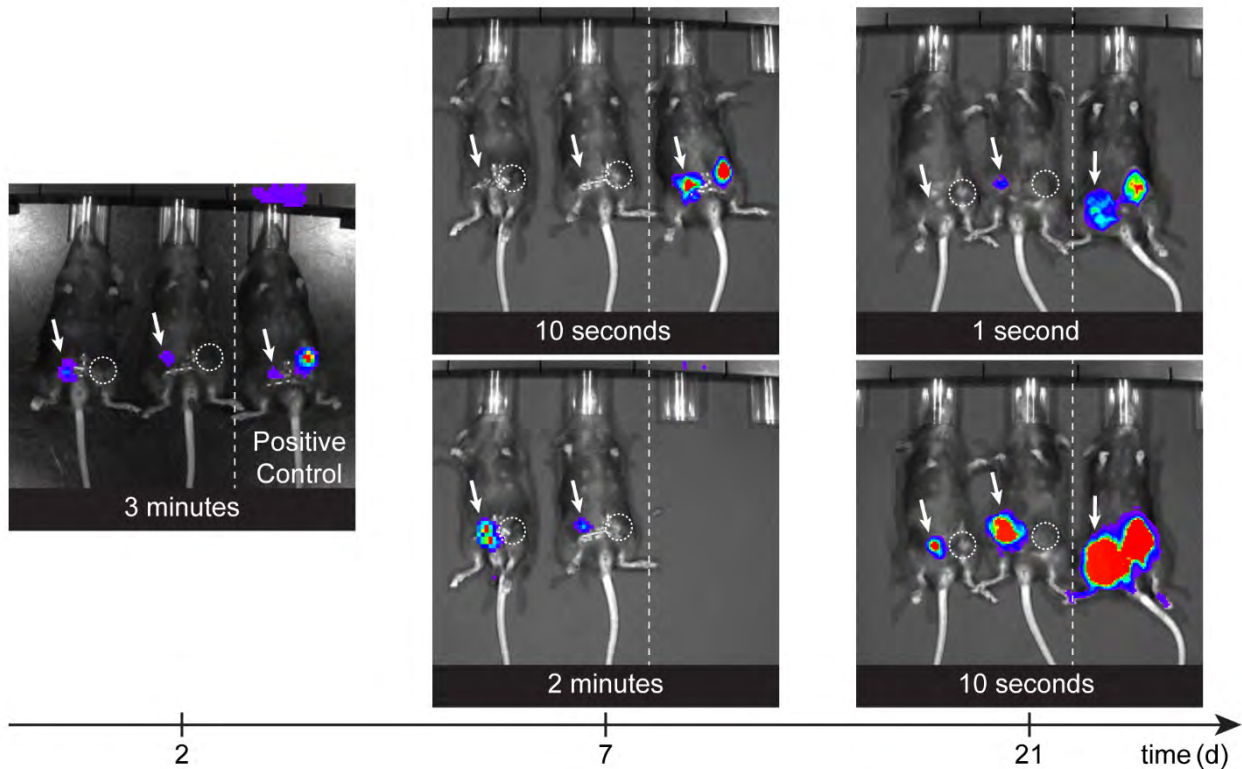 Positive
Control
3 minutes
10 seconds
2 minutes
1 second
10 seconds
2
7
21
time (d)